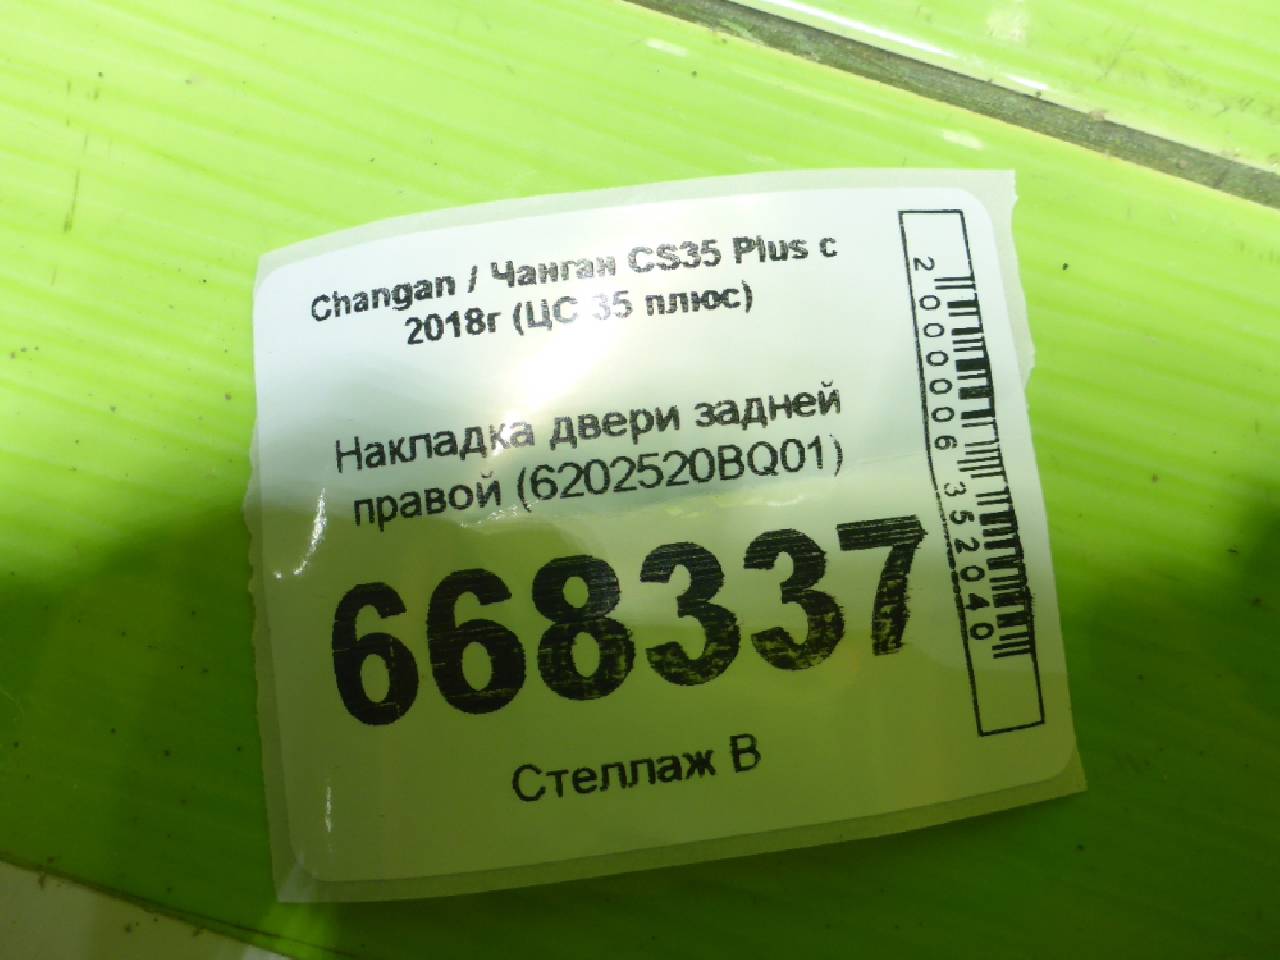 Changan / Чанган CS35 Plus с
2018г (ЦС 35 плюс)
Накладка двери задней
правой (6202520BQ01)
668337
Стеллаж В
2000006352040